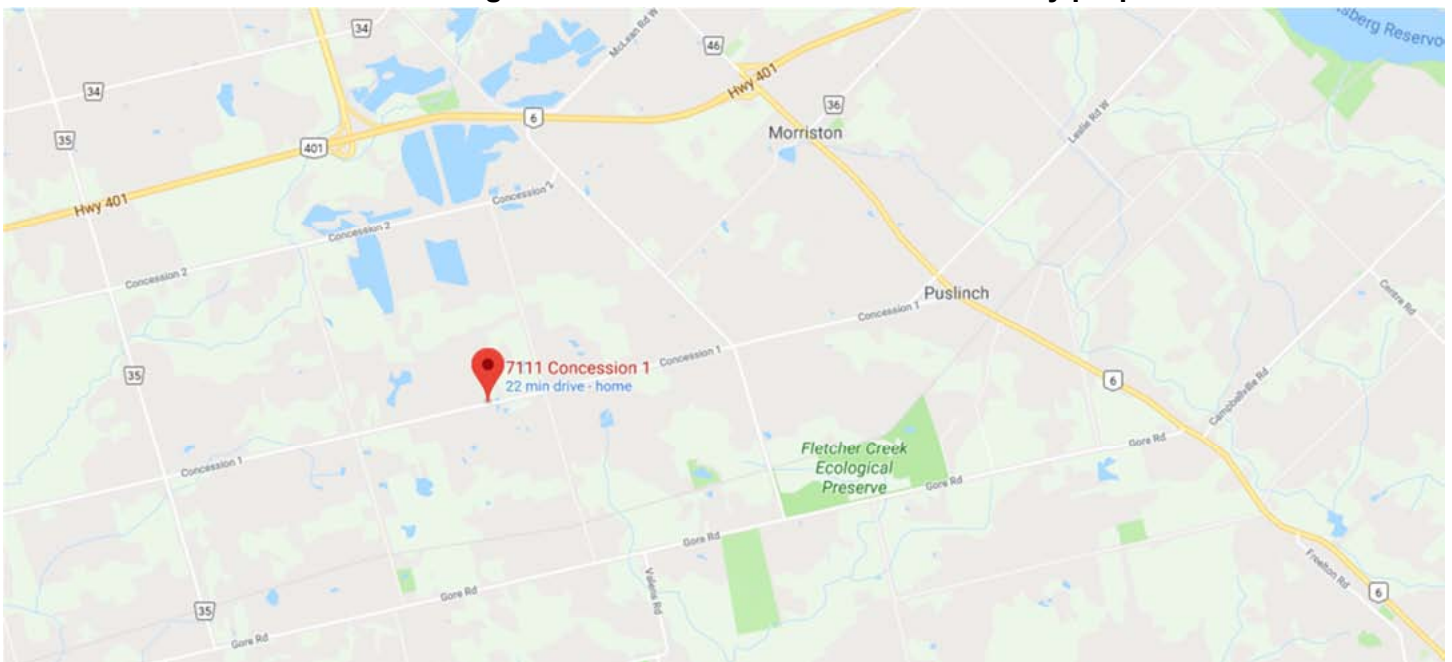 34
McLean Rd W
46
sberg Reservo
34
401
6
Hwy 401
36
Morriston
Leslie Rd W
35
Hwy 401
Concession 2
Concession 2
Concession 2
Puslinch
Centre Rd
Concession 1
35
7111 Concession 1
22 min drive - home
Concession 1
6
Campbellville Rd
Concession 1
Fletcher Creek
Ecological
Preserve
Gore Rd
Gore Rd
Gore Rd
Valens Rd
Freelton Rd
Gore Rd
6
35
Gore Rd